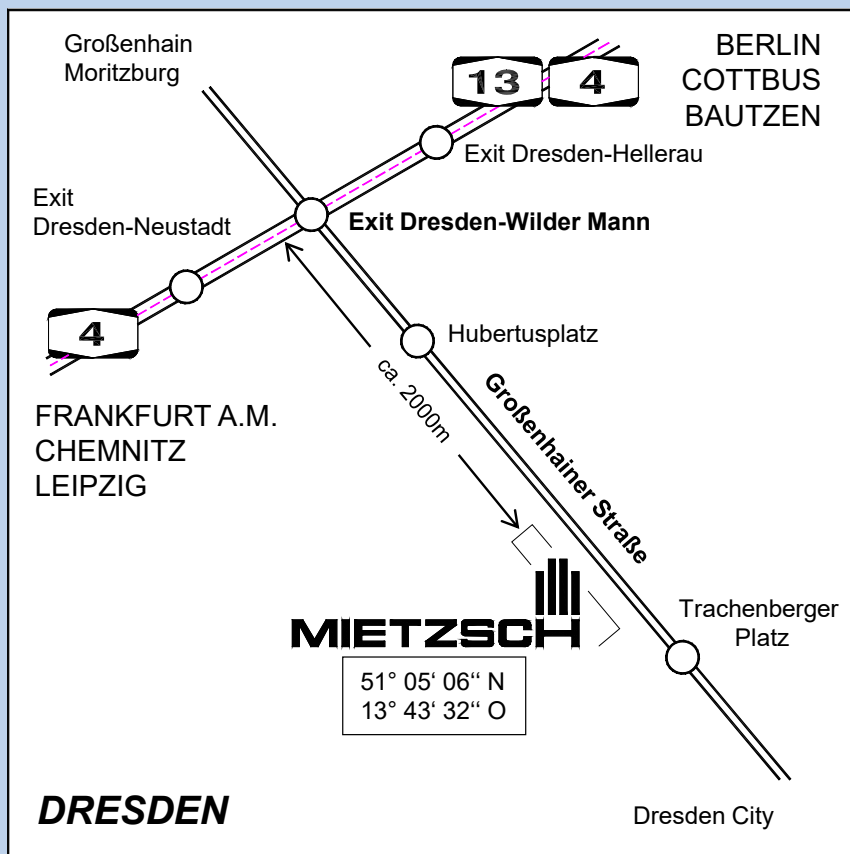 Großenhain
Moritzburg
BERLIN
COTTBUS
BAUTZEN
13
4
Exit Dresden-Hellerau
Exit
Dresden-Neustadt
Exit Dresden-Wilder Mann
4
Hubertusplatz
ca. 2000m
Großenhainer Straße
FRANKFURT A.M.
CHEMNITZ
LEIPZIG
MIETZSCH
Trachenberger
Platz
51° 05‘ 06“ N
13° 43‘ 32“ O
DRESDEN
Dresden City